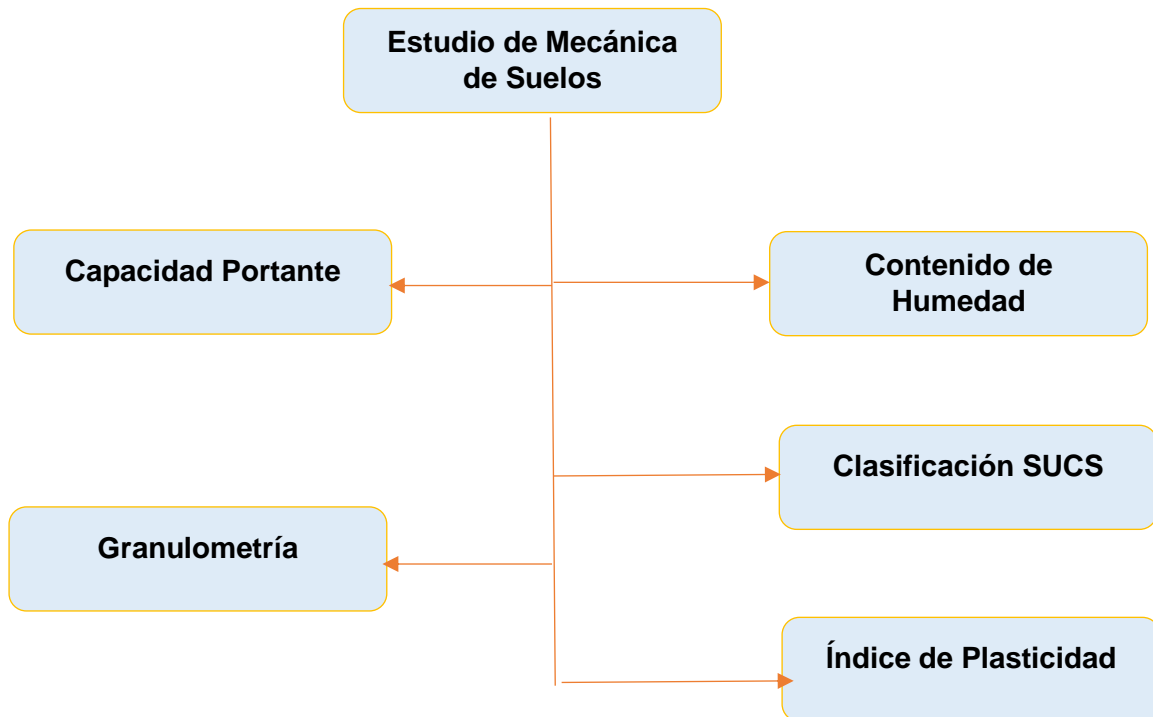 Estudio de Mecánica
de Suelos
Capacidad Portante
Contenido de
Humedad
Clasificación SUCS
Granulometría
Índice de Plasticidad